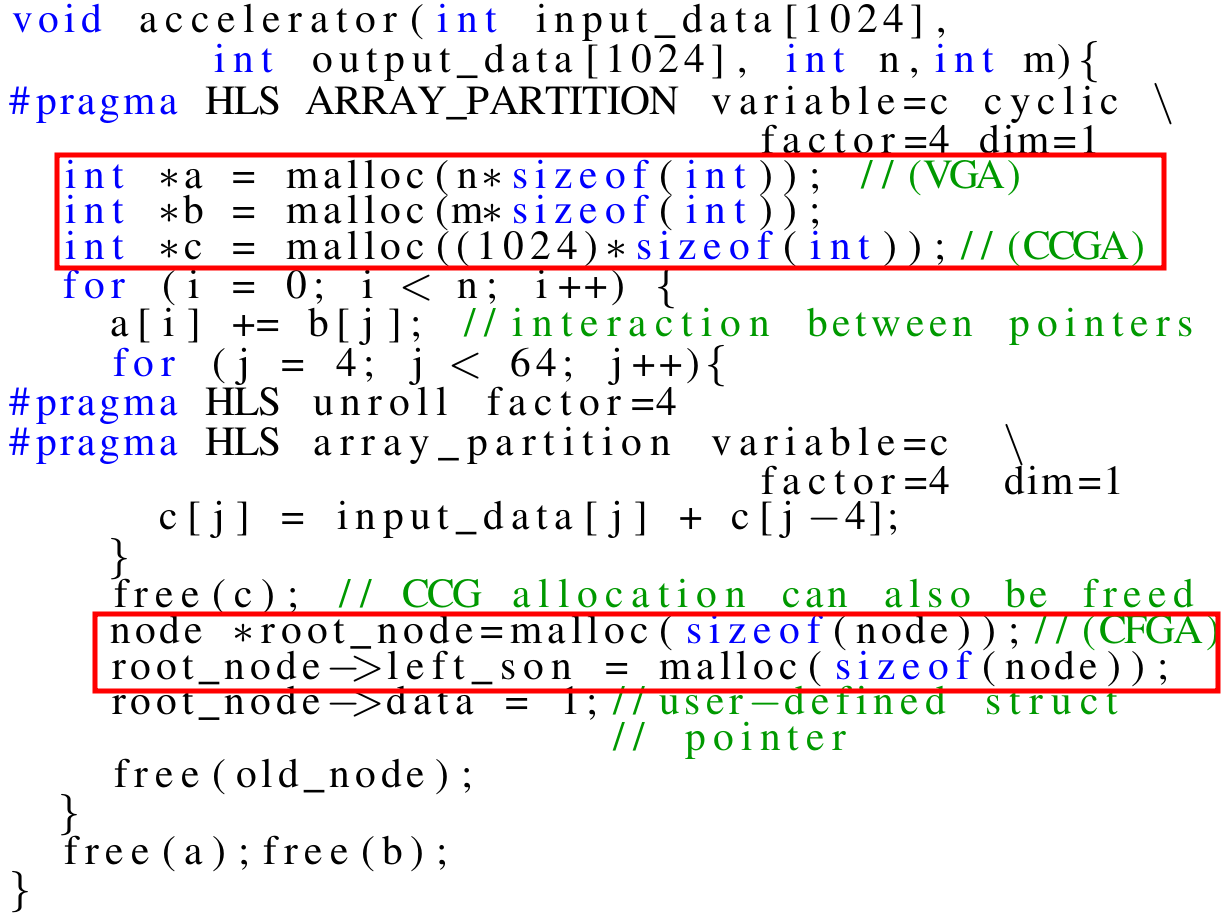 void accelerator(int input_data[1024],
int output_data[1024], int n,int m){
#pragma HLS ARRAY_PARTITION variable=c cyclic \
factor=4 dim=1
int *a = malloc(n*sizeof(int)); //(VGA)
int *b = malloc(m*sizeof(int));
int *c = malloc((1024)*sizeof(int));//(CCGA)
for (i = 0; i < n; i++) {
a[i] += b[j]; //interaction between pointers
for (j = 4; j < 64; j++){
#pragma HLS unroll factor=4
#pragma HLS array_partition variable=c \
factor=4 dim=1
c[j] = input_data[j] + c[j−4];
}
free(c); // CCG allocation can also be freed
node *root_node=malloc(sizeof(node));//(CFGA)
root_node−>left_son = malloc(sizeof(node));
root_node−>data = 1;//user−defined struct
// pointer
free(old_node);
}
free(a);free(b);
}